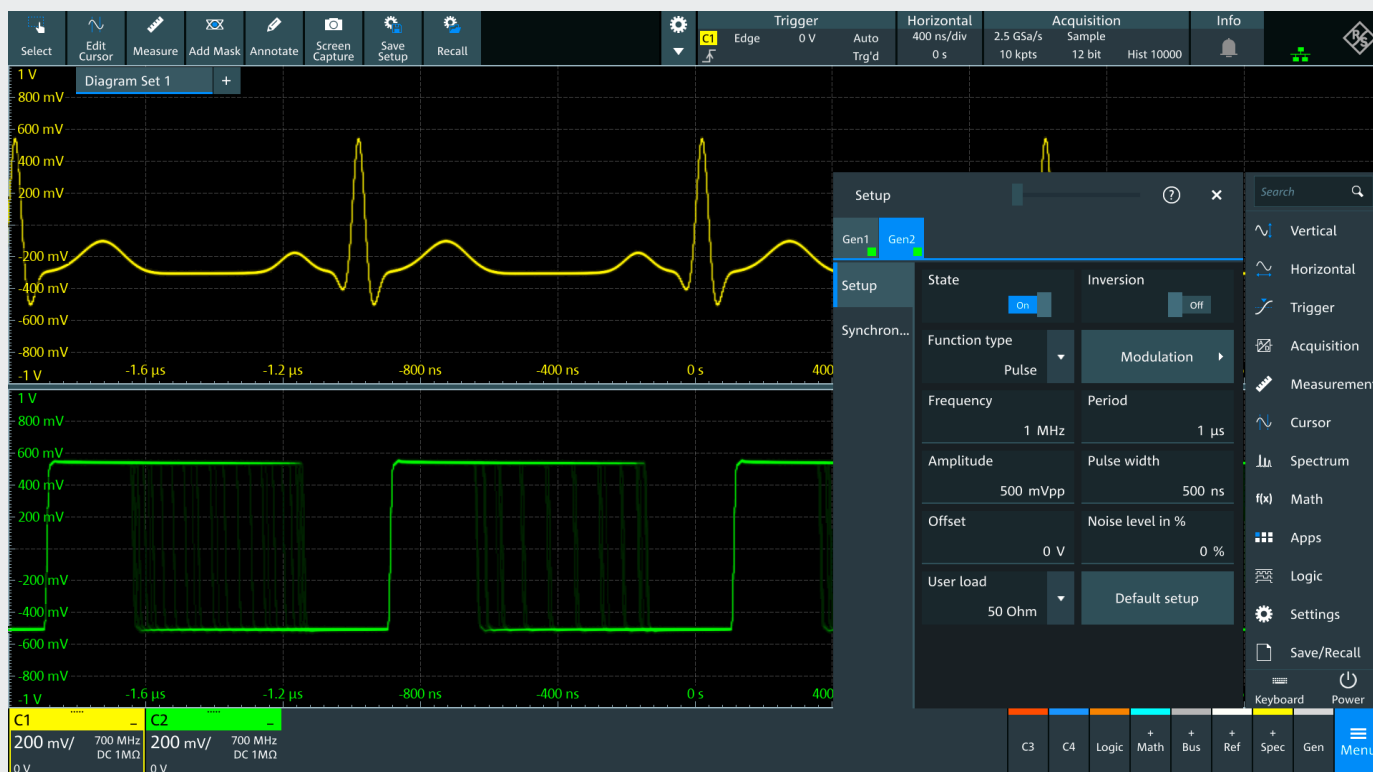 Select
Edit
Cursor
Measure
Add Mask
Annotate
Screen
Capture
Save
Setup
Recall
Trigger
C1
Edge
0 V
Auto
Trg'd
Horizontal
400 ns/div
0 s
Acquisition
2.5 GSa/s
Sample
10 kpts
12 bit
Hist 10000
Info
R&S
Diagram Set 1
+
1 V
800 mV
600 mV
400 mV
200 mV
-200 mV
-400 mV
-600 mV
-800 mV
-1 V
-1.6 µs
-1.2 µs
-800 ns
-400 ns
0 s
400
1 V
800 mV
600 mV
400 mV
200 mV
-200 mV
-400 mV
-600 mV
-800 mV
-1 V
-1.6 µs
-1.2 µs
-800 ns
-400 ns
0 s
400
Setup
?
×
Gen1
Gen2
Setup
Synchron...
State
On
Inversion
Off
Function type
Pulse
Modulation
Frequency
1 MHz
Period
1 µs
Amplitude
500 mVpp
Pulse width
500 ns
Offset
0 V
Noise level in %
0 %
User load
50 Ohm
Default setup
Search
Vertical
Horizontal
Trigger
Acquisition
Measuremen
Cursor
Spectrum
f(x) Math
Apps
Logic
Settings
Save/Recall
Keyboard
Power
C1
200 mV/
700 MHz
DC 1MΩ
0 V
C2
200 mV/
700 MHz
DC 1MΩ
0 V
C3
C4
Logic
+
Math
+
Bus
+
Ref
+
Spec
Gen
Menu